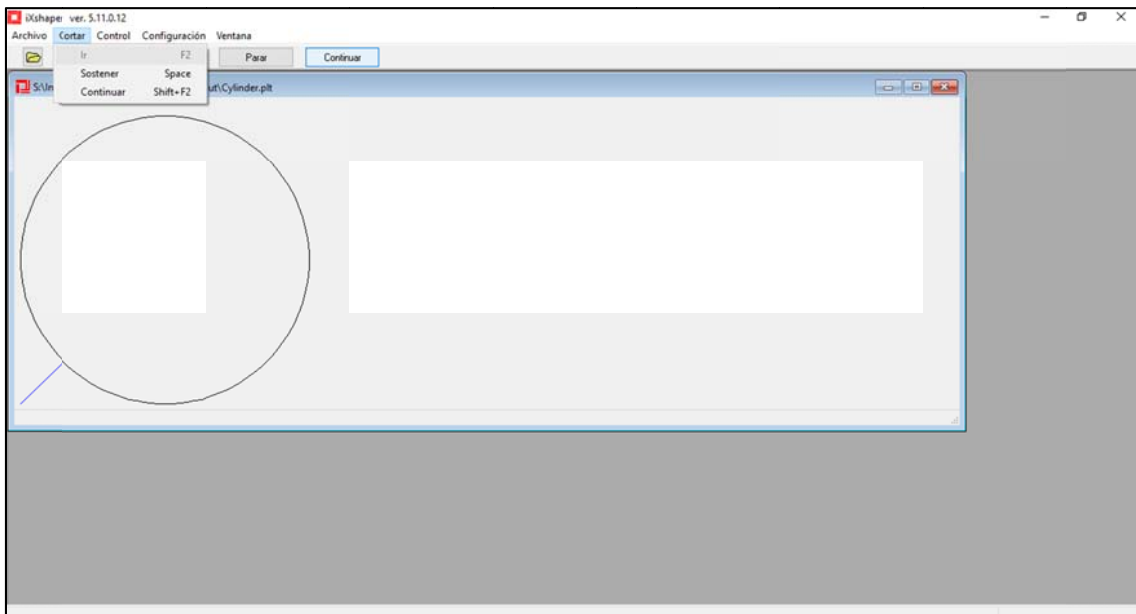 iXshaper ver. 5.11.0.12
Archivo Cortar Control Configuración Ventana
Ir F2 Parar Continuar
Sostener Space
S:\In ut\Cylinder.plt
Continuar Shift+F2